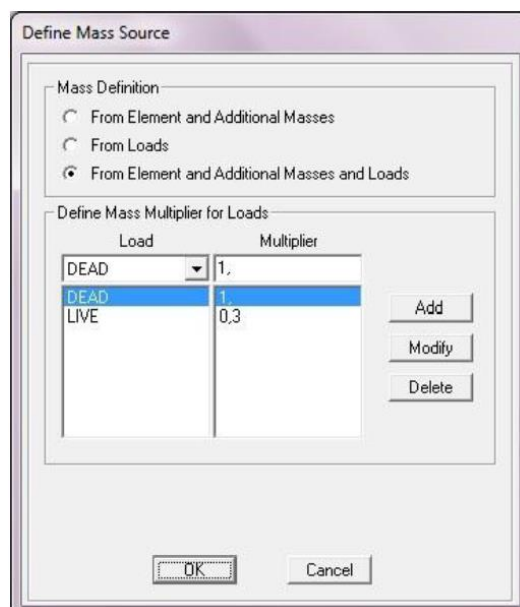 Define Mass Source
Mass Definition
From Element and Additional Masses
From Loads
From Element and Additional Masses and Loads
Define Mass Multiplier for Loads
Load Multiplier
DEAD 1,
DEAD 1,
LIVE 0,3
Add
Modify
Delete
OK Cancel